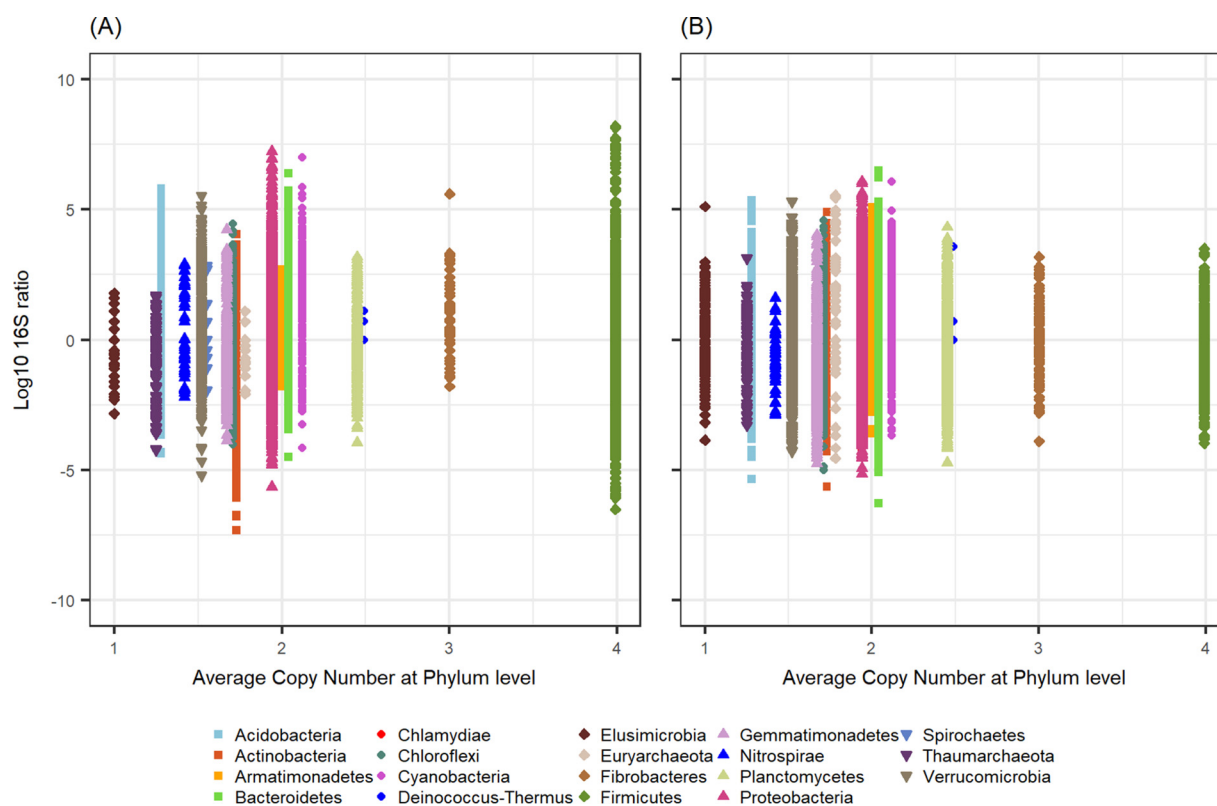 (A) (B)
Log10 16S ratio
10
5
0
-5
-10
1 2 3 4 1 2 3 4
Average Copy Number at Phylum level Average Copy Number at Phylum level
Acidobacteria Chlamydiae Elusimicrobia Gemmatimonadetes Spirochaetes
Actinobacteria Chloroflexi Euryarchaeota Nitrospirae Thaumarchaeota
Armatimonadetes Cyanobacteria Fibrobacteres Planctomycetes Verrucomicrobia
Bacteroidetes Deinococcus-Thermus Firmicutes Proteobacteria